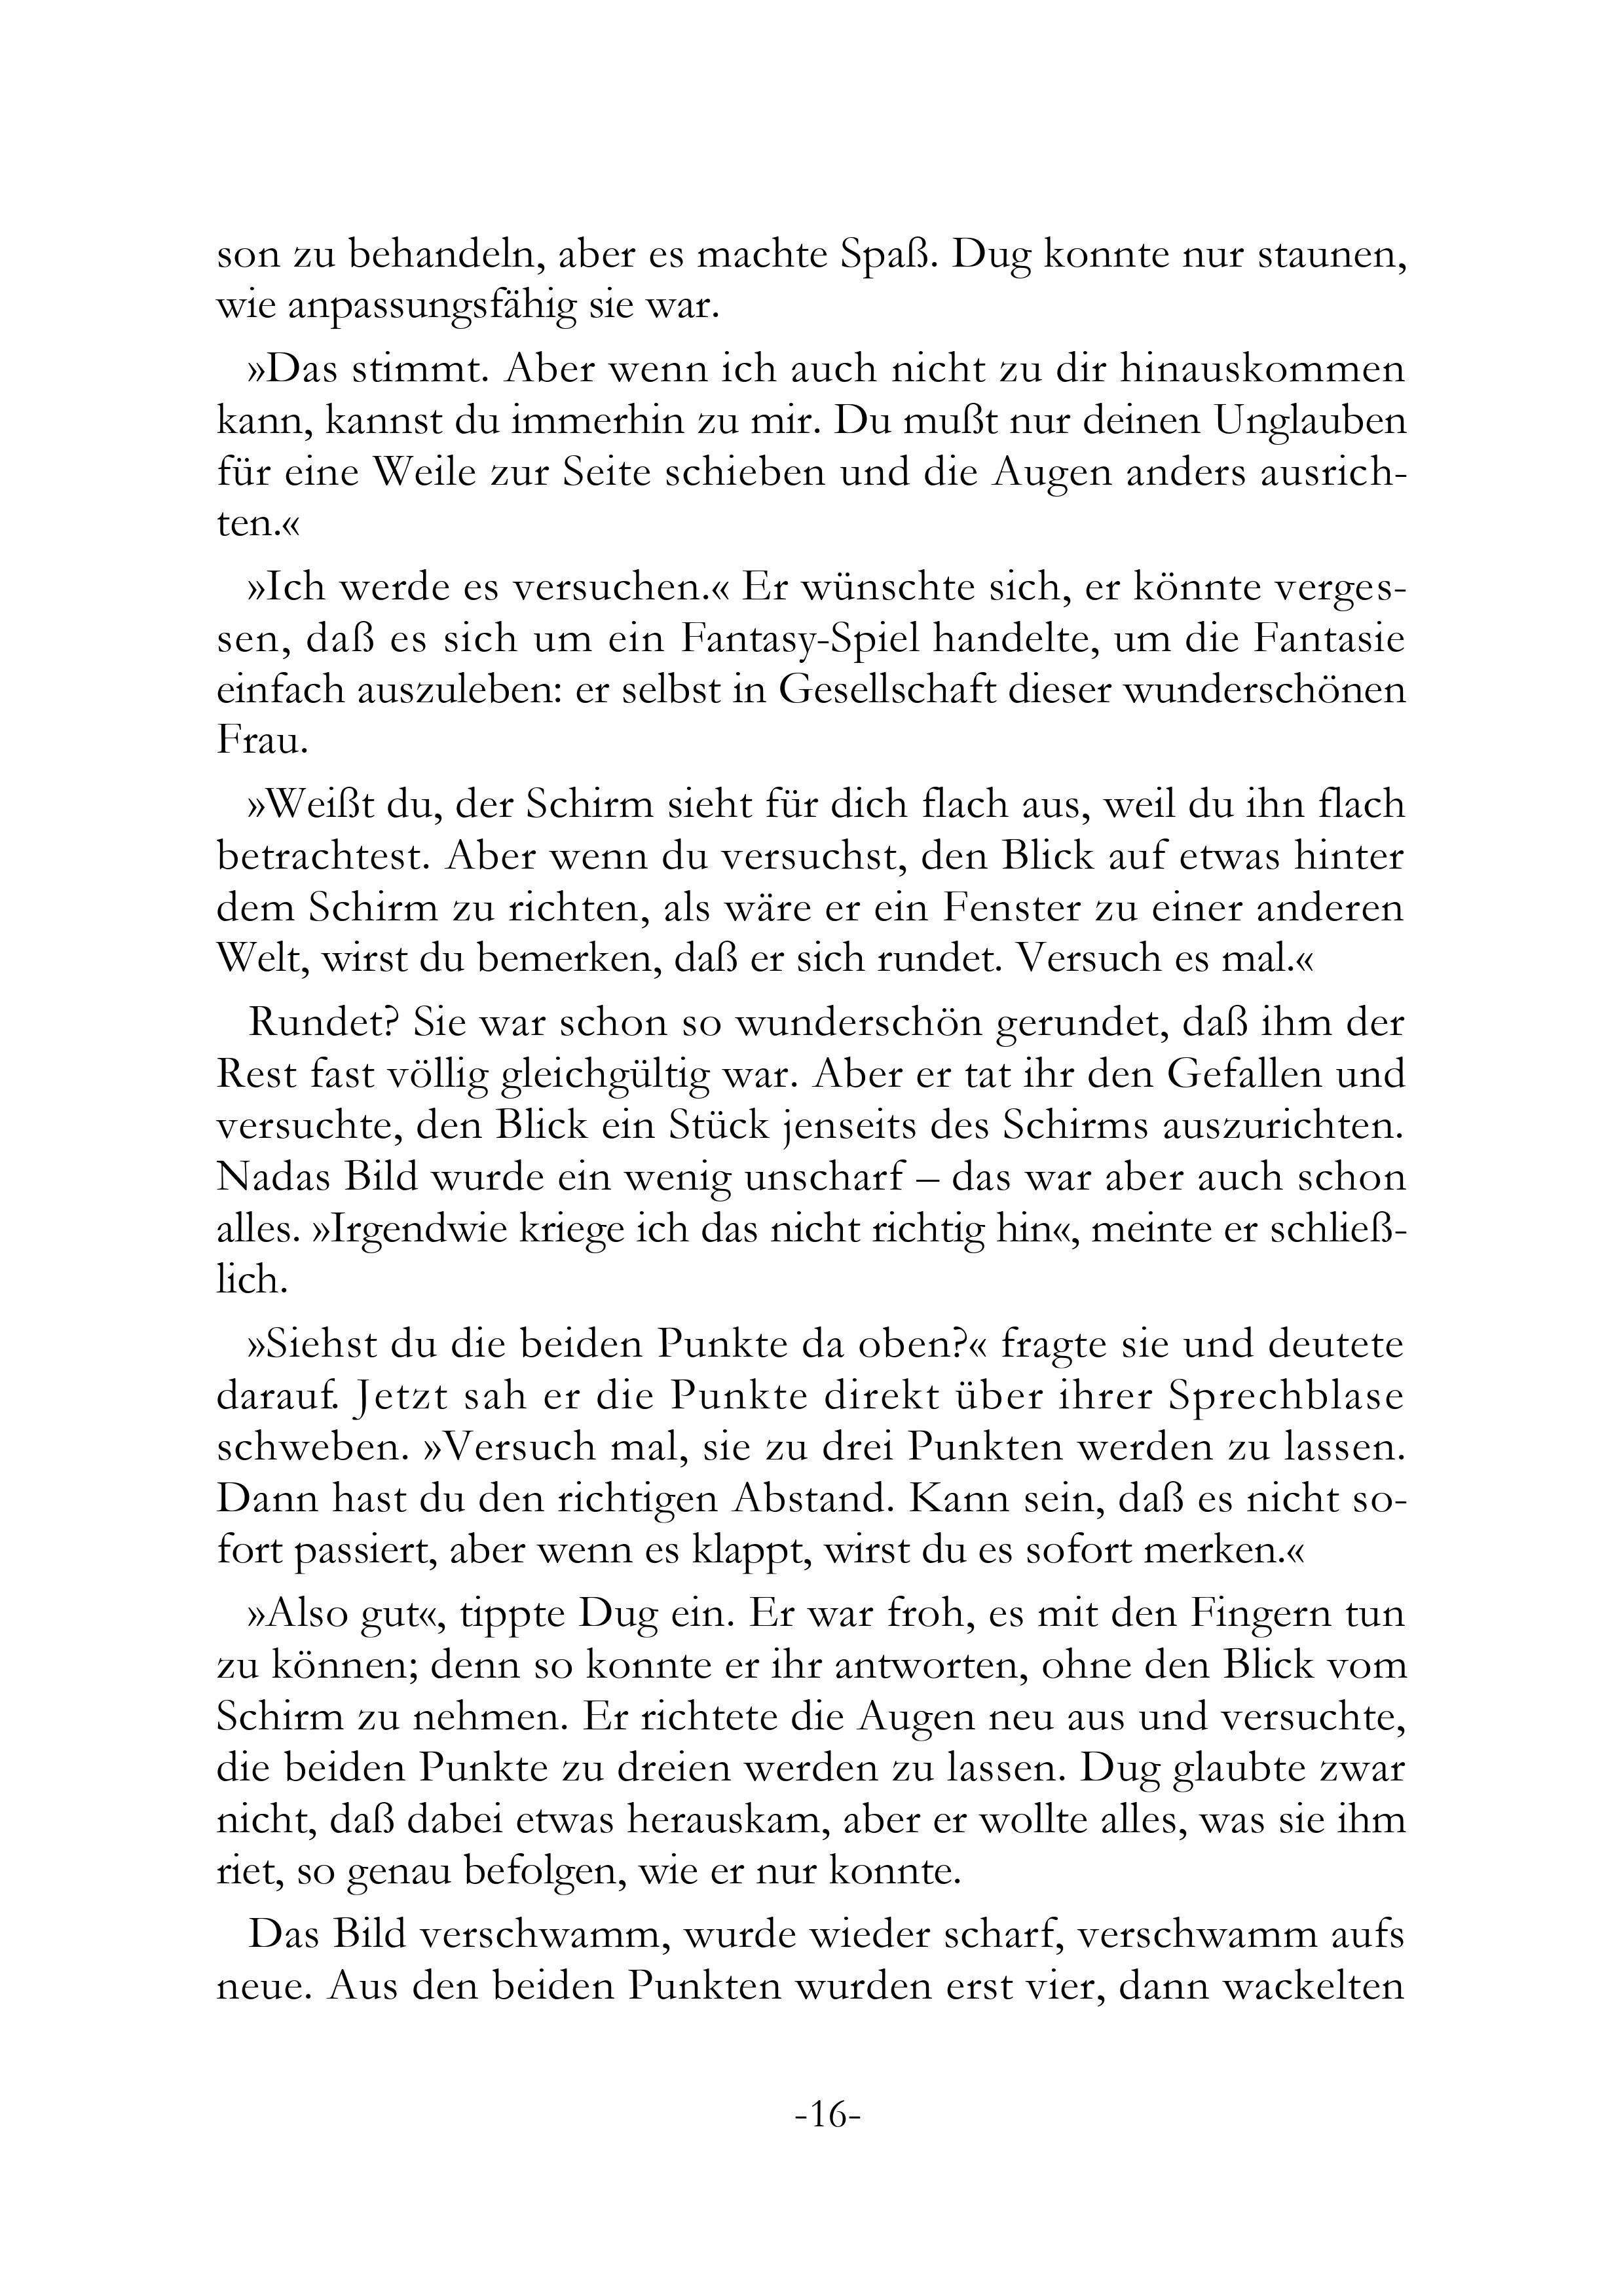 son zu behandeln, aber es machte Spaß. Dug konnte nur staunen,
wie anpassungsfähig sie war.
»Das stimmt. Aber wenn ich auch nicht zu dir hinauskommen
kann, kannst du immerhin zu mir. Du mußt nur deinen Unglauben
für eine Weile zur Seite schieben und die Augen anders ausrich-
ten.«
»Ich werde es versuchen.« Er wünschte sich, er könnte verges-
sen, daß es sich um ein Fantasy-Spiel handelte, um die Fantasie
einfach auszuleben: er selbst in Gesellschaft dieser wunderschönen
Frau.
»Weißt du, der Schirm sieht für dich flach aus, weil du ihn flach
betrachtest. Aber wenn du versuchst, den Blick auf etwas hinter
dem Schirm zu richten, als wäre er ein Fenster zu einer anderen
Welt, wirst du bemerken, daß er sich rundet. Versuch es mal.«
Rundet? Sie war schon so wunderschön gerundet, daß ihm der
Rest fast völlig gleichgültig war. Aber er tat ihr den Gefallen und
versuchte, den Blick ein Stück jenseits des Schirms auszurichten.
Nadas Bild wurde ein wenig unscharf – das war aber auch schon
alles. »Irgendwie kriege ich das nicht richtig hin«, meinte er schließ-
lich.
»Siehst du die beiden Punkte da oben?« fragte sie und deutete
darauf. Jetzt sah er die Punkte direkt über ihrer Sprechblase
schweben. »Versuch mal, sie zu drei Punkten werden zu lassen.
Dann hast du den richtigen Abstand. Kann sein, daß es nicht so-
fort passiert, aber wenn es klappt, wirst du es sofort merken.«
»Also gut«, tippte Dug ein. Er war froh, es mit den Fingern tun
zu können; denn so konnte er ihr antworten, ohne den Blick vom
Schirm zu nehmen. Er richtete die Augen neu aus und versuchte,
die beiden Punkte zu dreien werden zu lassen. Dug glaubte zwar
nicht, daß dabei etwas herauskam, aber er wollte alles, was sie ihm
riet, so genau befolgen, wie er nur konnte.
Das Bild verschwamm, wurde wieder scharf, verschwamm aufs
neue. Aus den beiden Punkten wurden erst vier, dann wackelten
-16-